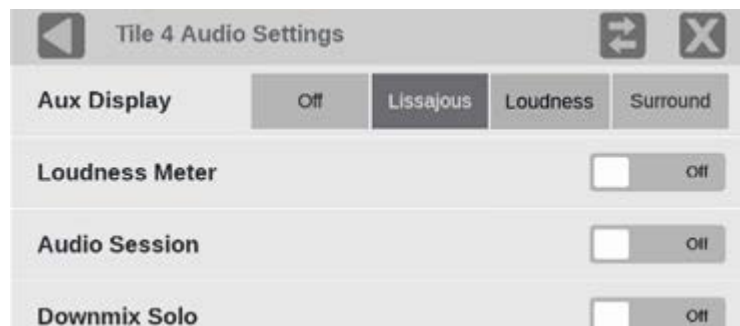 Tile 4 Audio Settings
Aux Display Off Lissajous Loudness Surround
Loudness Meter Off
Audio Session Off
Downmix Solo Off